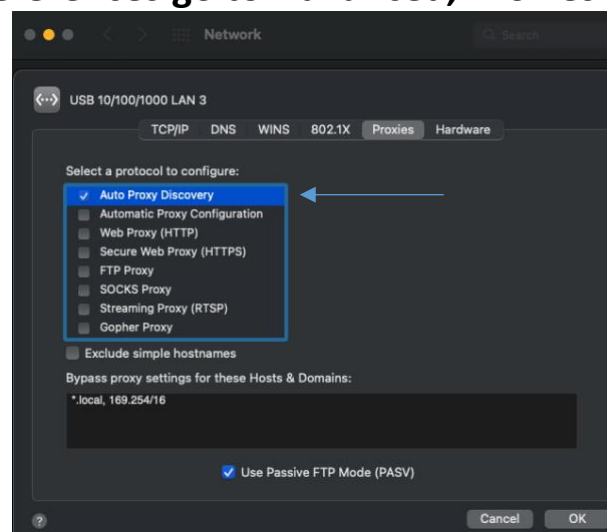 Network
Search
USB 10/100/1000 LAN 3
TCP/IP DNS WINS 802.1X Proxies Hardware
Select a protocol to configure:
Auto Proxy Discovery
Automatic Proxy Configuration
Web Proxy (HTTP)
Secure Web Proxy (HTTPS)
FTP Proxy
SOCKS Proxy
Streaming Proxy (RTSP)
Gopher Proxy
Exclude simple hostnames
Bypass proxy settings for these Hosts & Domains:
*.local, 169.254/16
Use Passive FTP Mode (PASV)
? Cancel OK